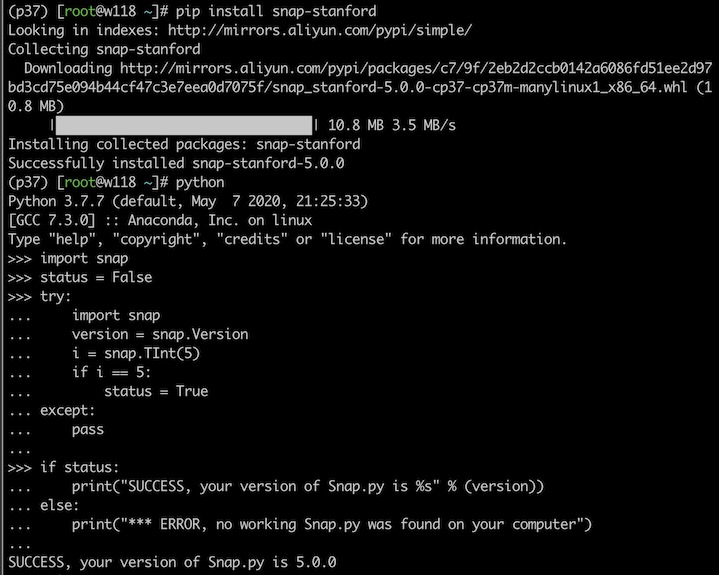 (p37) [root@w118 ~]# pip install snap-stanford
Looking in indexes: http://mirrors.aliyun.com/pypi/simple/
Collecting snap-stanford
  Downloading http://mirrors.aliyun.com/pypi/packages/c7/9f/2eb2d2ccb0142a6086fd51ee2d97
bd3cd75e094b44cf47c3e7eea0d7075f/snap_stanford-5.0.0-cp37-cp37m-manylinux1_x86_64.whl (1
0.8 MB)
     |████████████████████████████████| 10.8 MB 3.5 MB/s
Installing collected packages: snap-stanford
Successfully installed snap-stanford-5.0.0
(p37) [root@w118 ~]# python
Python 3.7.7 (default, May  7 2020, 21:25:33)
[GCC 7.3.0] :: Anaconda, Inc. on linux
Type "help", "copyright", "credits" or "license" for more information.
>>> import snap
>>> status = False
>>> try:
...     import snap
...     version = snap.Version
...     i = snap.TInt(5)
...     if i == 5:
...         status = True
... except:
...     pass
...
>>> if status:
...     print("SUCCESS, your version of Snap.py is %s" % (version))
... else:
...     print("*** ERROR, no working Snap.py was found on your computer")
...
SUCCESS, your version of Snap.py is 5.0.0